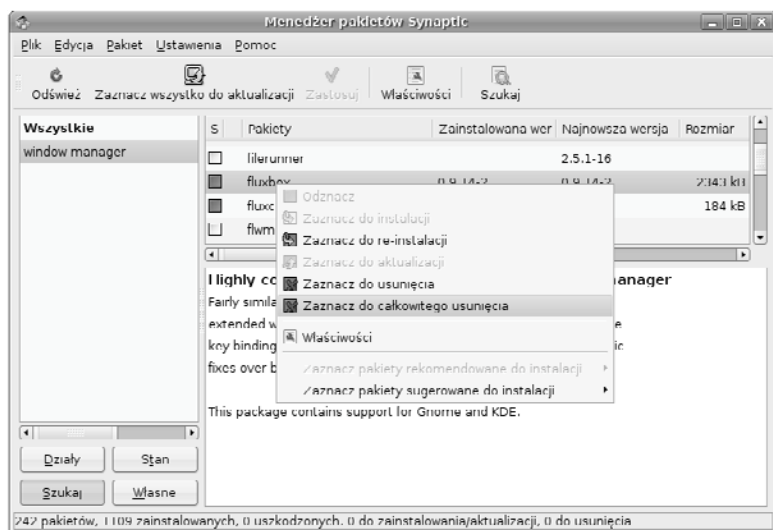 Menedżer pakietów Synaptic
Plik Edycja Pakiet Ustawienia Pomoc
Odśwież Zaznacz wszystko do aktualizacji Zastosuj Właściwości Szukaj
Wszystkie
window manager
S Pakiety Zainstalowana wer Najnowsza wersja Rozmiar
filerunner 2.5.1-16
fluxbox 0.9.14-2 0.9.14-2 2343 kB
fluxc 184 kB
flwm
Odznacz
Zaznacz do instalacji
Zaznacz do re-instalacji
Zaznacz do aktualizacji
Zaznacz do usunięcia
Zaznacz do całkowitego usunięcia
Właściwości
Zaznacz pakiety rekomendowane do instalacji
Zaznacz pakiety sugerowane do instalacji
Highly co anager
Fairly simila
extended w e
key binding ic
fixes over b
This package contains support for Gnome and KDE.
Działy Stan
Szukaj Własne
242 pakietów, 1109 zainstalowanych, 0 uszkodzonych. 0 do zainstalowania/aktualizacji, 0 do usunięcia